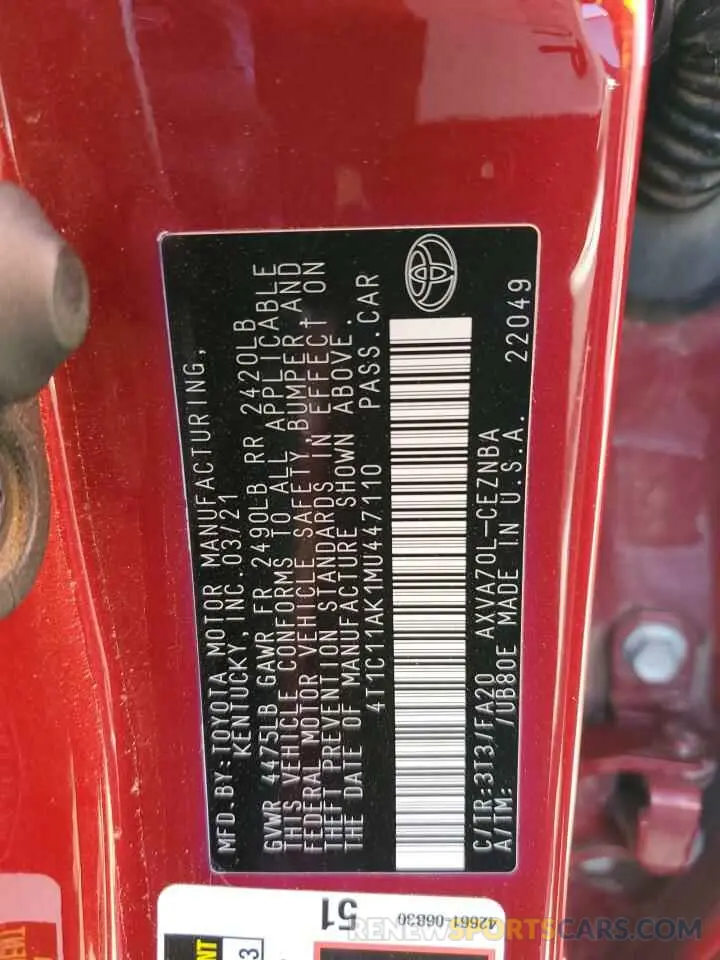 MFD.BY:TOYOTA MOTOR MANUFACTURING,
KENTUCKY, INC.03/21
GVWR 4475LB GAWR FR 2490LB RR 2420LB
THIS VEHICLE CONFORMS TO ALL APPLICABLE
FEDERAL MOTOR VEHICLE SAFETY, BUMPER, AND
THEFT PREVENTION STANDARDS IN EFFECT ON
THE DATE OF MANUFACTURE SHOWN ABOVE.
4T1C11AK1MU447110 PASS.CAR
C/TR:3T3/FA20 AXVA70L-CEZNBA 22049
A/TM: /UB80E MADE IN U.S.A.
51
42661-06B30
3
RENEWSPORTSCARS.COM